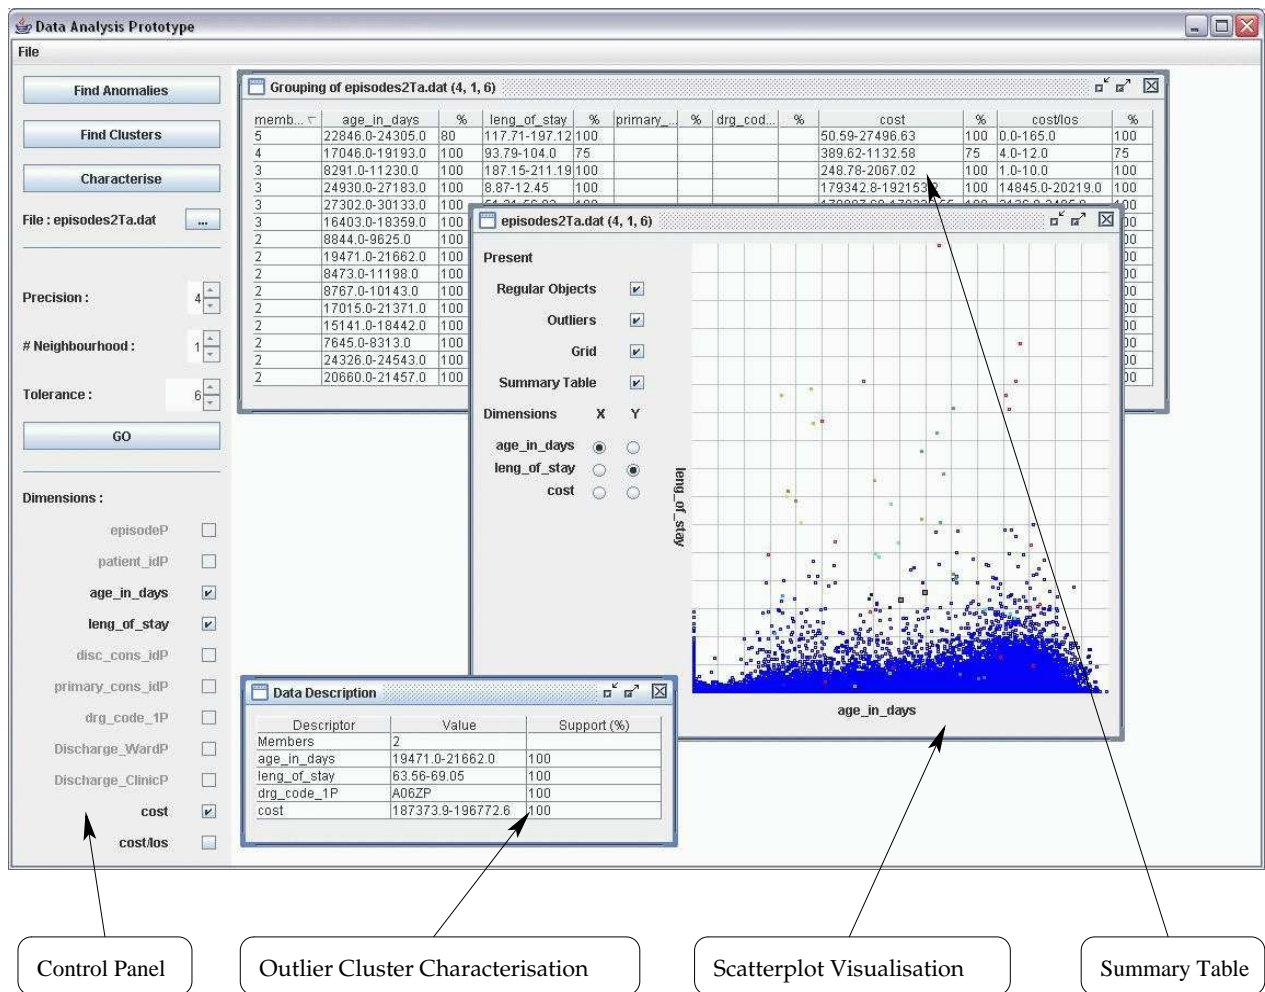 Data Analysis Prototype
File
Find Anomalies
Find Clusters
Characterise
File : episodes2Ta.dat ...
Precision : 4
# Neighbourhood : 1
Tolerance : 6
GO
Dimensions :
episodeP
patient_idP
age_in_days
leng_of_stay
disc_cons_idP
primary_cons_idP
drg_code_1P
Discharge_WardP
Discharge_ClinicP
cost
cost/los
Grouping of episodes2Ta.dat (4, 1, 6)
memb... age_in_days % leng_of_stay % primary_... % drg_cod... % cost % cost/los %
5 22846.0-24305.0 80 117.71-197.12 100 50.59-27496.63 100 0.0-165.0 100
4 17046.0-19193.0 100 93.79-104.0 75 389.62-1132.58 75 4.0-12.0 75
3 8291.0-11230.0 100 187.15-211.19 100 248.78-2067.02 100 1.0-10.0 100
3 24930.0-27183.0 100 8.87-12.45 100 100 14845.0-20219.0 100
3 27302.0-30133.0 100
3 16403.0-18359.0 100
2 8844.0-9625.0 100
2 19471.0-21662.0 100
2 8473.0-11198.0 100
2 8767.0-10143.0 100
2 17015.0-21371.0 100
2 15141.0-18442.0 100
2 7645.0-8313.0 100
2 24326.0-24543.0 100
2 20660.0-21457.0 100
episodes2Ta.dat (4, 1, 6)
Present
Regular Objects
Outliers
Grid
Summary Table
Dimensions X Y
age_in_days
leng_of_stay
cost
leng_of_stay
age_in_days
Data Description
Descriptor Value Support (%)
Members 2
age_in_days 19471.0-21662.0 100
leng_of_stay 63.56-69.05 100
drg_code_1P A06ZP 100
cost 187373.9-196772.6 100
Control Panel
Outlier Cluster Characterisation
Scatterplot Visualisation
Summary Table